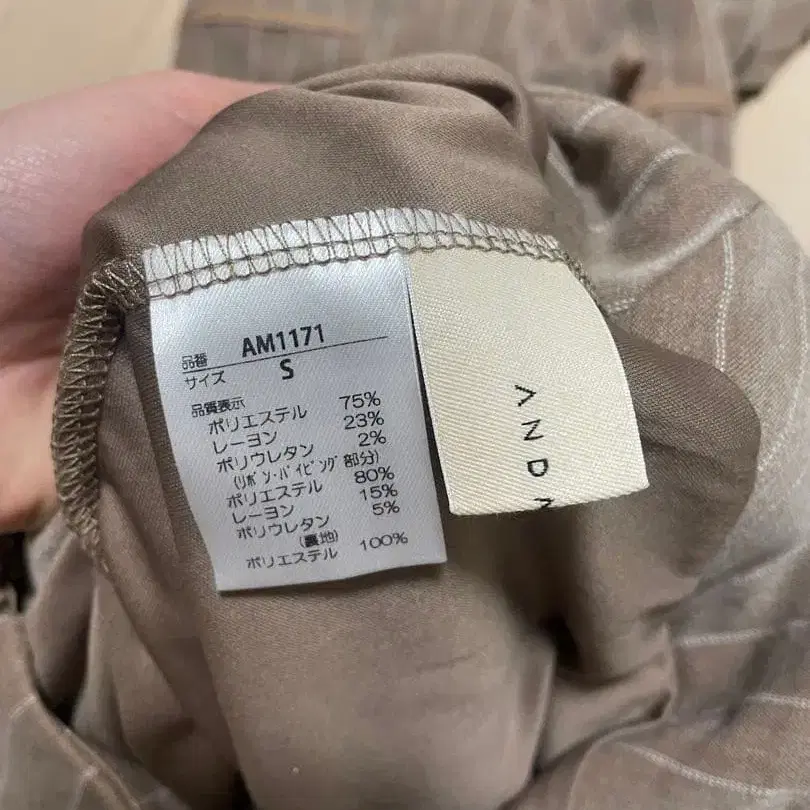 品番 AM1171
サイズ S
品質表示
ポリエステル 75%
レーヨン 23%
ポリウレタン 2%
(ﾘﾎﾞﾝ・ﾊﾟｲﾋﾟﾝｸﾞ部分)
ポリエステル 80%
レーヨン 15%
ポリウレタン 5%
(裏地)
ポリエステル 100%
AND